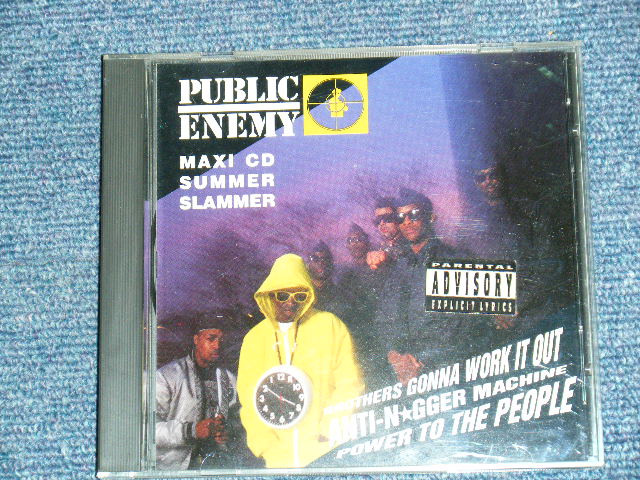 PUBLIC
ENEMY
MAXI CD
SUMMER
SLAMMER
PARENTAL
ADVISORY
EXPLICIT LYRICS
BROTHERS GONNA WORK IT OUT
ANTI-N★GGER MACHINE
POWER TO THE PEOPLE